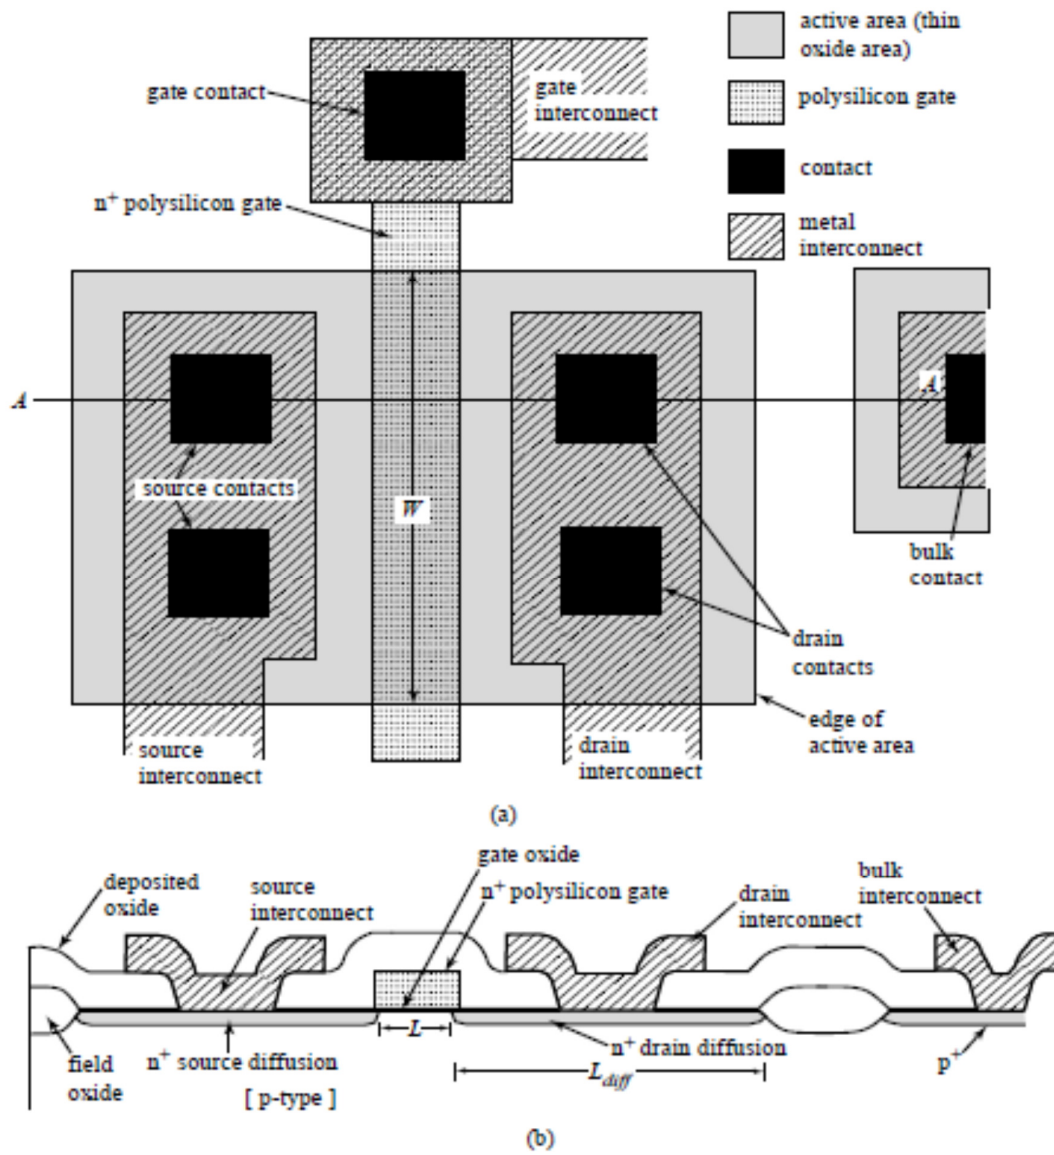 active area (thin
oxide area)
polysilicon gate
contact
metal
interconnect
gate contact
gate
interconnect
n+ polysilicon gate
A
A
source contacts
W
bulk
contact
drain
contacts
edge of
active area
source
interconnect
drain
interconnect
(a)
gate oxide
n+ polysilicon gate
deposited
oxide
source
interconnect
drain
interconnect
bulk
interconnect
L
field
oxide
n+ source diffusion
[ p-type ]
n+ drain diffusion
Ldiff
p+
(b)